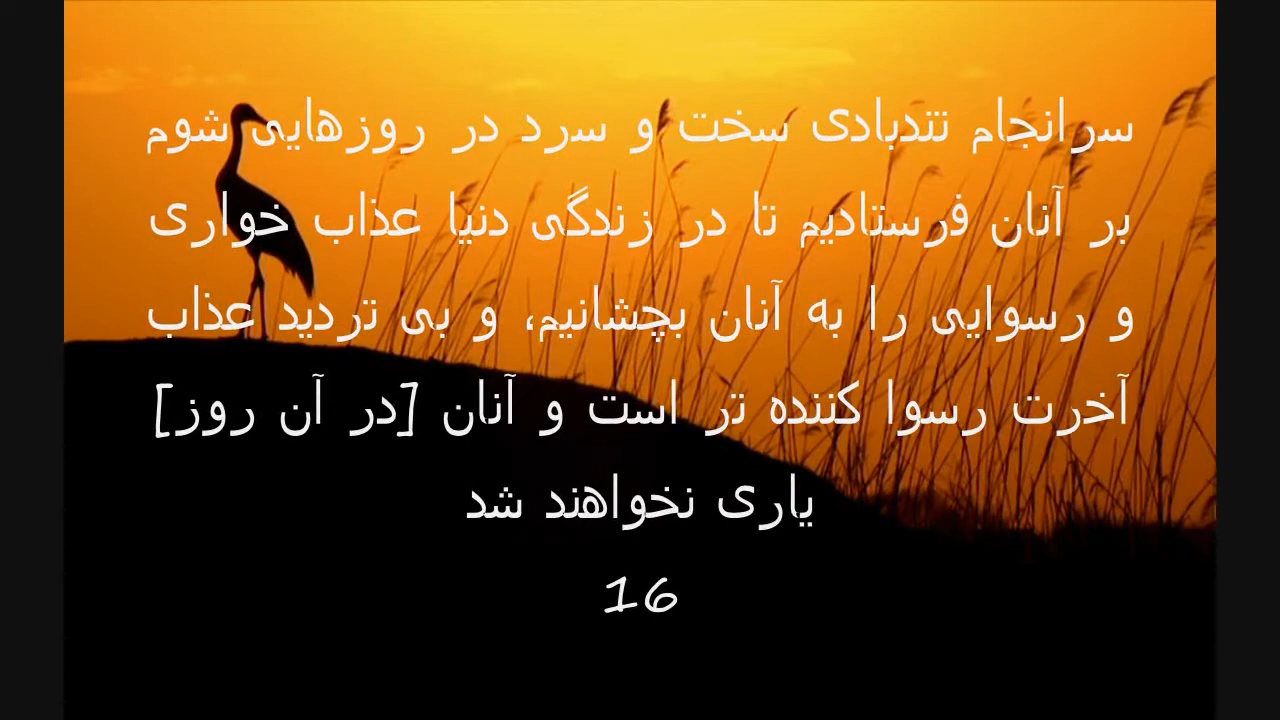 سرانجام تندبادی سخت و سرد در روزهایی شوم
بر آنان فرستادیم تا در زندگی دنیا عذاب خواری
و رسوایی را به آنان بچشانیم، و بی تردید عذاب
آخرت رسوا کننده تر است و آنان [در آن روز]
یاری نخواهند شد
16